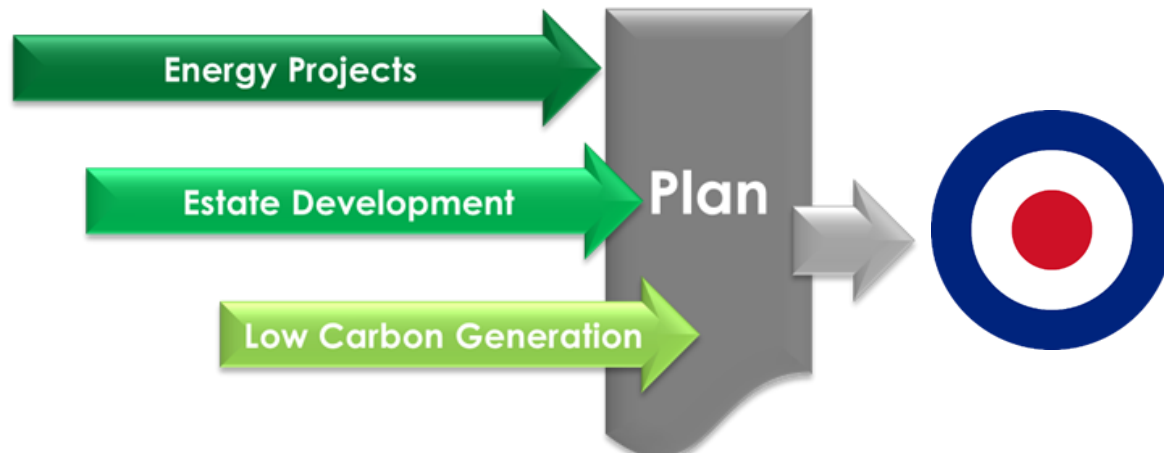 Energy Projects
Estate Development
Plan
Low Carbon Generation